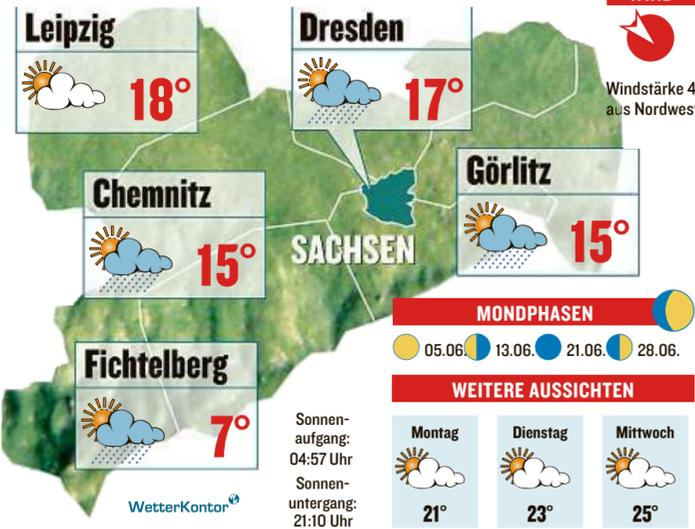 Leipzig
18°
Dresden
17°
Windstärke 4
aus Nordwes
Chemnitz
15°
Görlitz
15°
SACHSEN
MONDPHASEN
05.06. 13.06. 21.06. 28.06.
Fichtelberg
7°
WEITERE AUSSICHTEN
Sonnen-
aufgang:
04:57 Uhr
Sonnen-
untergang:
21:10 Uhr
Montag
21°
Dienstag
23°
Mittwoch
25°
WetterKontor